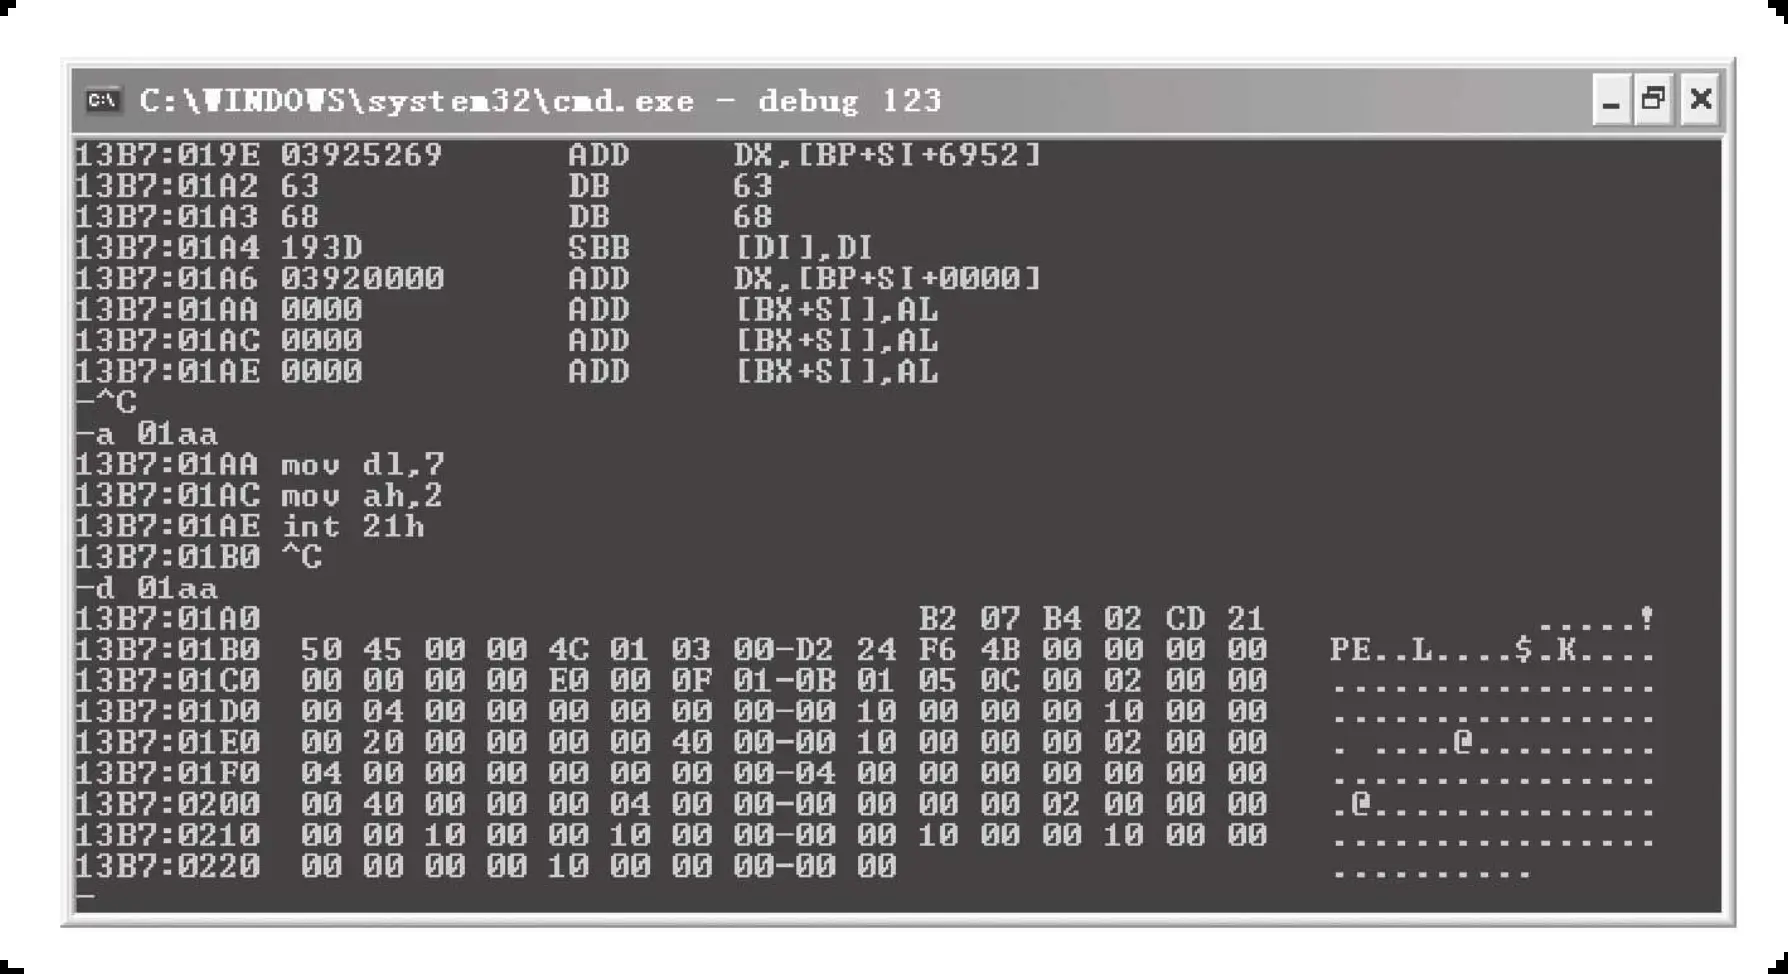 C:\WINDOWS\system32\cmd.exe - debug 123
13B7:019E 03925269 ADD DX,[BP+SI+6952]
13B7:01A2 63 DB 63
13B7:01A3 68 DB 68
13B7:01A4 193D SBB [DI],DI
13B7:01A6 03920000 ADD DX,[BP+SI+0000]
13B7:01AA 0000 ADD [BX+SI],AL
13B7:01AC 0000 ADD [BX+SI],AL
13B7:01AE 0000 ADD [BX+SI],AL
-^C
-a 01aa
13B7:01AA mov dl,7
13B7:01AC mov ah,2
13B7:01AE int 21h
13B7:01B0 ^C
-d 01aa
13B7:01A0 B2 07 B4 02 CD 21 .....!
13B7:01B0 50 45 00 00 4C 01 03 00-D2 24 F6 4B 00 00 00 00 PE..L....$.K....
13B7:01C0 00 00 00 00 E0 00 0F 01-0B 01 05 0C 00 02 00 00 ................
13B7:01D0 00 04 00 00 00 00 00 00-00 10 00 00 00 10 00 00 ................
13B7:01E0 00 20 00 00 00 00 40 00-00 10 00 00 00 02 00 00 . ....@.........
13B7:01F0 04 00 00 00 00 00 00 00-04 00 00 00 00 00 00 00 ................
13B7:0200 00 40 00 00 00 04 00 00 00-00 00 00 00 02 00 00 00 .@..............
13B7:0210 00 00 10 00 00 10 00 00 00-00 00 10 00 00 10 00 00 ................
13B7:0220 00 00 00 00 10 00 00 00-00 00 ..........
-